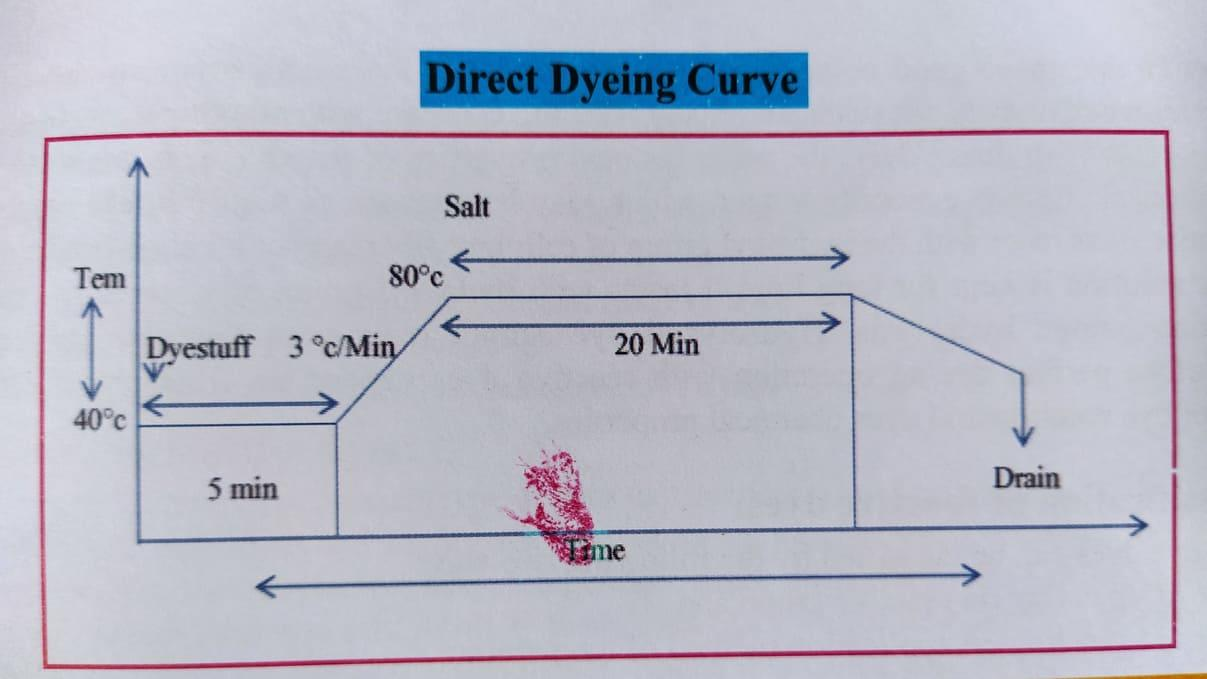 Direct Dyeing Curve
Salt
Tem
80°c
Dyestuff 3 °c/Min
20 Min
40°c
5 min
Drain
Time